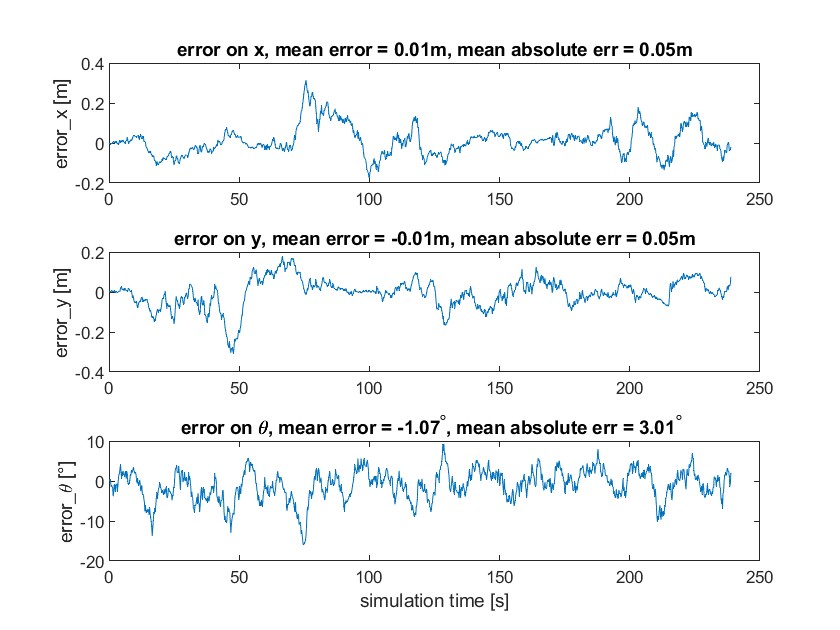 error on x, mean error = 0.01m, mean absolute err = 0.05m
error_x [m]
0.4
0.2
0
-0.2
0 50 100 150 200 250
error on y, mean error = -0.01m, mean absolute err = 0.05m
error_y [m]
0.2
0
-0.2
-0.4
0 50 100 150 200 250
error on θ, mean error = -1.07°, mean absolute err = 3.01°
error_θ [°]
10
0
-10
-20
0 50 100 150 200 250
simulation time [s]